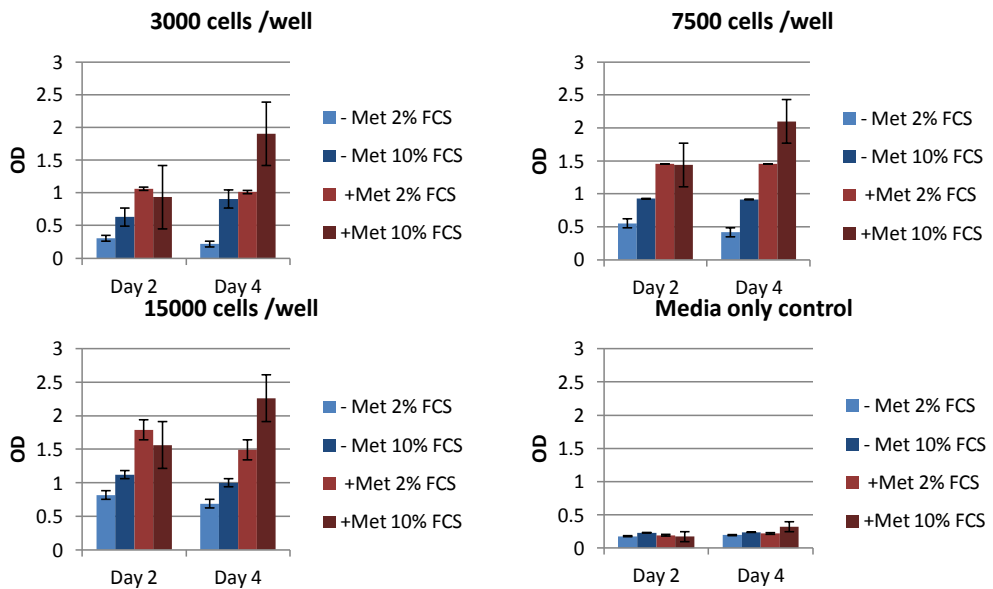 3000 cells /well
3
2.5
2
1.5
1
0.5
0
OD
Day 2
Day 4
- Met 2% FCS
- Met 10% FCS
+Met 2% FCS
+Met 10% FCS
7500 cells /well
3
2.5
2
1.5
1
0.5
0
OD
Day 2
Day 4
- Met 2% FCS
- Met 10% FCS
+Met 2% FCS
+Met 10% FCS
15000 cells /well
3
2.5
2
1.5
1
0.5
0
OD
Day 2
Day 4
- Met 2% FCS
- Met 10% FCS
+Met 2% FCS
+Met 10% FCS
Media only control
3
2.5
2
1.5
1
0.5
0
OD
Day 2
Day 4
- Met 2% FCS
- Met 10% FCS
+Met 2% FCS
+Met 10% FCS